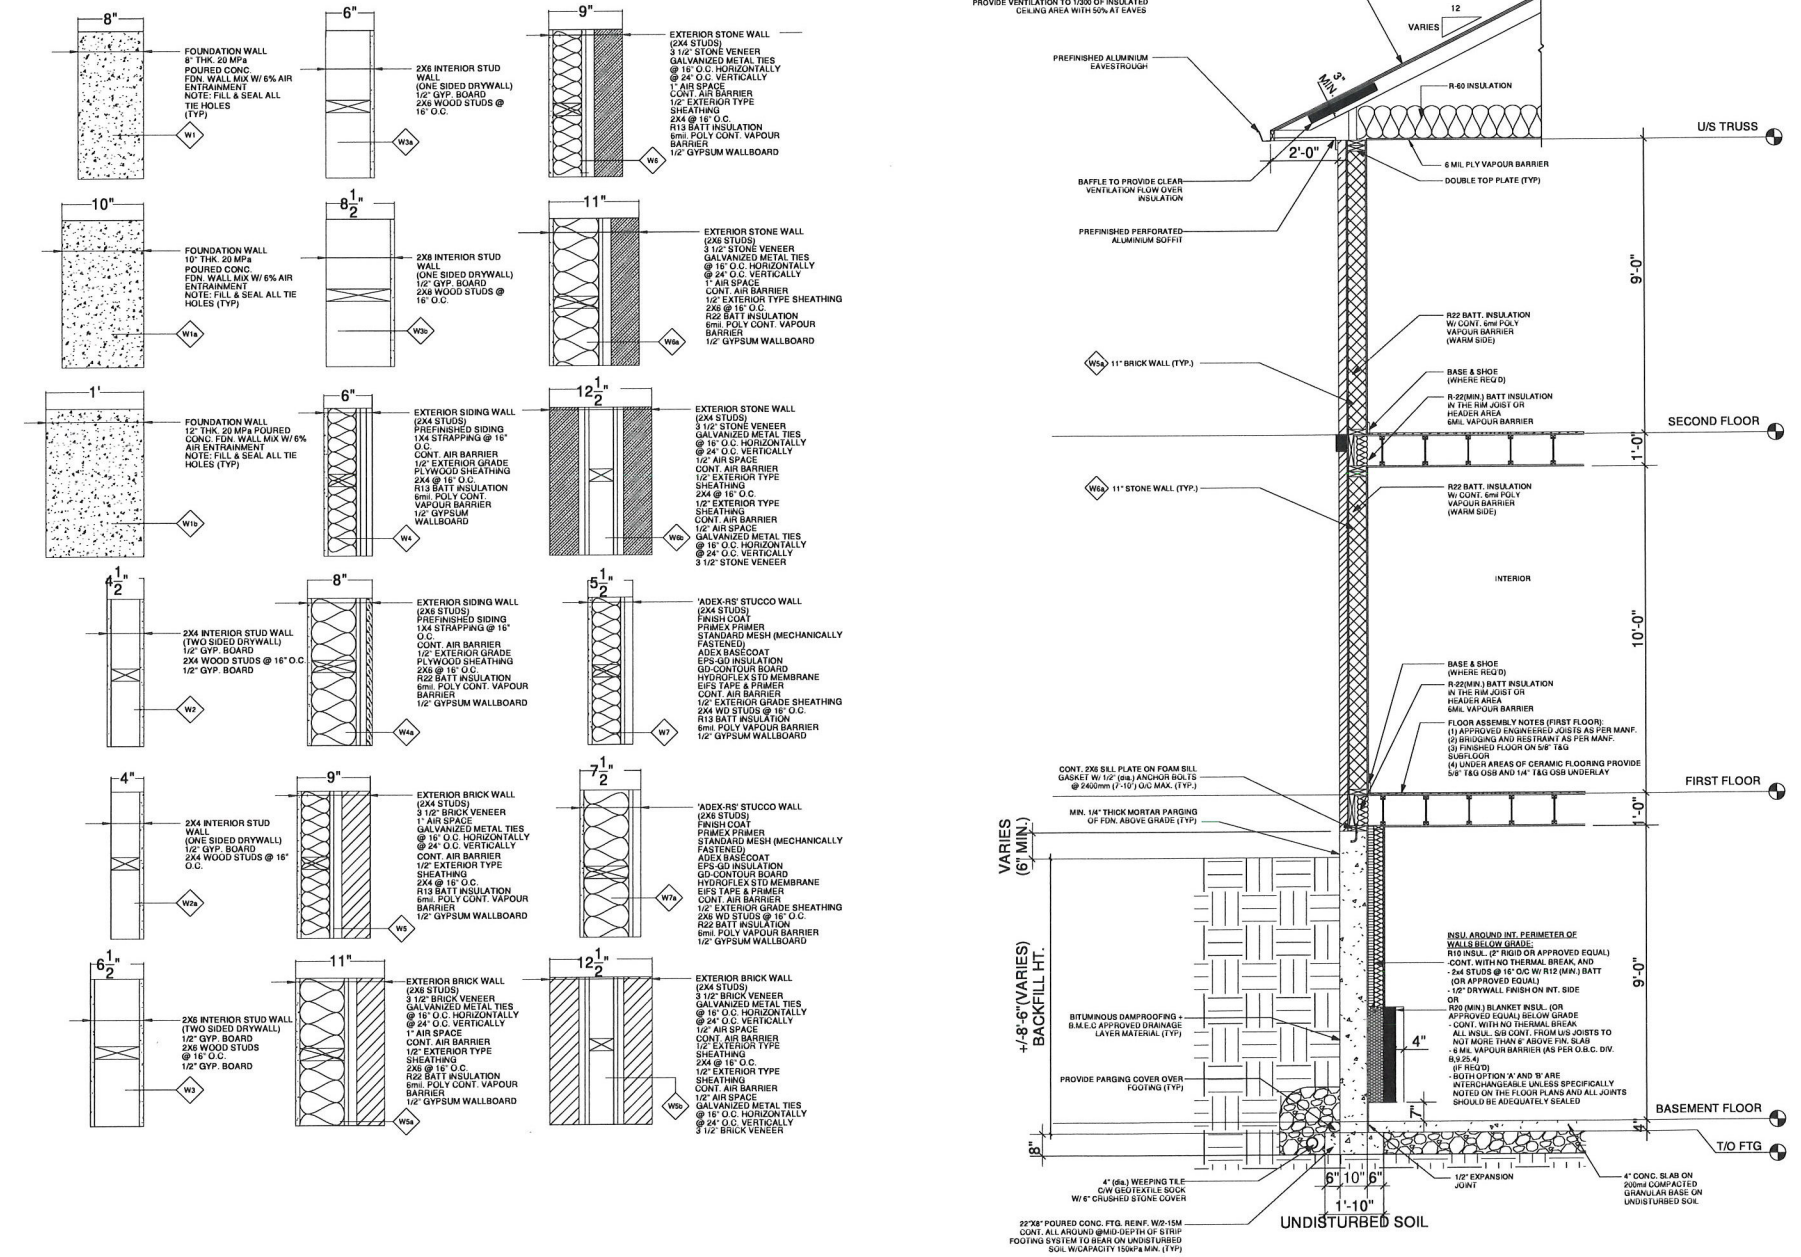 8"
FOUNDATION WALL
8" THK. 20 MPa
POURED CONC.
FDN. WALL MIX W/ 6% AIR
ENTRAINMENT
NOTE: FILL & SEAL ALL
TIE HOLES
(TYP)
W1
6"
2X6 INTERIOR STUD
WALL
(ONE SIDED DRYWALL)
1/2" GYP. BOARD
2X6 WOOD STUDS @
16" O.C.
W3a
9"
EXTERIOR STONE WALL
(2X4 STUDS)
3 1/2" STONE VENEER
GALVANIZED METAL TIES
@ 16" O.C. HORIZONTALLY
@ 24" O.C. VERTICALLY
1" AIR SPACE
CONT. AIR BARRIER
1/2" EXTERIOR TYPE
SHEATHING
2X4 @ 16" O.C.
R13 BATT INSULATION
6mil. POLY CONT. VAPOUR
BARRIER
1/2" GYPSUM WALLBOARD
W6
10"
FOUNDATION WALL
10" THK. 20 MPa
POURED CONC.
FDN. WALL MIX W/ 6% AIR
ENTRAINMENT
NOTE: FILL & SEAL ALL TIE
HOLES (TYP)
W1a
8 1/2"
2X8 INTERIOR STUD
WALL
(ONE SIDED DRYWALL)
1/2" GYP. BOARD
2X8 WOOD STUDS @
16" O.C.
W3b
11"
EXTERIOR STONE WALL
(2X6 STUDS)
3 1/2" STONE VENEER
GALVANIZED METAL TIES
@ 16" O.C. HORIZONTALLY
@ 24" O.C. VERTICALLY
1" AIR SPACE
CONT. AIR BARRIER
1/2" EXTERIOR TYPE SHEATHING
2X6 @ 16" O.C.
R22 BATT INSULATION
6mil. POLY CONT. VAPOUR
BARRIER
1/2" GYPSUM WALLBOARD
W6a
1'
FOUNDATION WALL
12" THK. 20 MPa POURED
CONC. FDN. WALL MIX W/ 6%
AIR ENTRAINMENT
NOTE: FILL & SEAL ALL TIE
HOLES (TYP)
W1b
6"
EXTERIOR SIDING WALL
(2X4 STUDS)
PREFINISHED SIDING
1X4 STRAPPING @ 16"
O.C.
CONT. AIR BARRIER
1/2" EXTERIOR GRADE
PLYWOOD SHEATHING
2X4 @ 16" O.C.
R13 BATT INSULATION
6mil. POLY CONT.
VAPOUR BARRIER
1/2" GYPSUM
WALLBOARD
W4
12 1/2"
EXTERIOR STONE WALL
(2X4 STUDS)
3 1/2" STONE VENEER
GALVANIZED METAL TIES
@ 16" O.C. HORIZONTALLY
@ 24" O.C. VERTICALLY
1/2" AIR SPACE
CONT. AIR BARRIER
1/2" EXTERIOR TYPE
SHEATHING
2X4 @ 16" O.C.
1/2" EXTERIOR TYPE
SHEATHING
CONT. AIR BARRIER
1/2" AIR SPACE
GALVANIZED METAL TIES
@ 16" O.C. HORIZONTALLY
@ 24" O.C. VERTICALLY
3 1/2" STONE VENEER
W6b
4 1/2"
2X4 INTERIOR STUD WALL
(TWO SIDED DRYWALL)
1/2" GYP. BOARD
2X4 WOOD STUDS @ 16" O.C.
1/2" GYP. BOARD
W2
8"
EXTERIOR SIDING WALL
(2X6 STUDS)
PREFINISHED SIDING
1X4 STRAPPING @ 16"
O.C.
CONT. AIR BARRIER
1/2" EXTERIOR GRADE
PLYWOOD SHEATHING
2X6 @ 16" O.C.
R22 BATT INSULATION
6mil. POLY CONT. VAPOUR
BARRIER
1/2" GYPSUM WALLBOARD
W4a
5 1/2"
'ADEX-RS' STUCCO WALL
(2X4 STUDS)
FINISH COAT
PRIMEX PRIMER
STANDARD MESH (MECHANICALLY
FASTENED)
ADEX BASECOAT
EPS-GD INSULATION
GD-CONTOUR BOARD
HYDROFLEX STD MEMBRANE
EIFS TAPE & PRIMER
CONT. AIR BARRIER
1/2" EXTERIOR GRADE SHEATHING
2X4 WD STUDS @ 16" O.C.
R13 BATT INSULATION
6mil. POLY VAPOUR BARRIER
1/2" GYPSUM WALLBOARD
W7
4"
2X4 INTERIOR STUD
WALL
(ONE SIDED DRYWALL)
1/2" GYP. BOARD
2X4 WOOD STUDS @ 16"
O.C.
W2a
9"
EXTERIOR BRICK WALL
(2X4 STUDS)
3 1/2" BRICK VENEER
1" AIR SPACE
GALVANIZED METAL TIES
@ 16" O.C. HORIZONTALLY
@ 24" O.C. VERTICALLY
CONT. AIR BARRIER
1/2" EXTERIOR TYPE
SHEATHING
2X4 @ 16" O.C.
R13 BATT INSULATION
6mil. POLY CONT. VAPOUR
BARRIER
1/2" GYPSUM WALLBOARD
W5
7 1/2"
'ADEX-RS' STUCCO WALL
(2X6 STUDS)
FINISH COAT
PRIMEX PRIMER
STANDARD MESH (MECHANICALLY
FASTENED)
ADEX BASECOAT
EPS-GD INSULATION
GD-CONTOUR BOARD
HYDROFLEX STD MEMBRANE
EIFS TAPE & PRIMER
CONT. AIR BARRIER
1/2" EXTERIOR GRADE SHEATHING
2X6 WD STUDS @ 16" O.C.
R22 BATT INSULATION
6mil. POLY VAPOUR BARRIER
1/2" GYPSUM WALLBOARD
W7a
6 1/2"
2X6 INTERIOR STUD WALL
(TWO SIDED DRYWALL)
1/2" GYP. BOARD
2X6 WOOD STUDS
@ 16" O.C.
1/2" GYP. BOARD
W3
11"
EXTERIOR BRICK WALL
(2X6 STUDS)
3 1/2" BRICK VENEER
GALVANIZED METAL TIES
@ 16" O.C. HORIZONTALLY
@ 24" O.C. VERTICALLY
1" AIR SPACE
CONT. AIR BARRIER
1/2" EXTERIOR TYPE
SHEATHING
2X6 @ 16" O.C.
R22 BATT INSULATION
6mil. POLY CONT. VAPOUR
BARRIER
1/2" GYPSUM WALLBOARD
W5a
12 1/2"
EXTERIOR BRICK WALL
(2X4 STUDS)
3 1/2" BRICK VENEER
GALVANIZED METAL TIES
@ 16" O.C. HORIZONTALLY
@ 24" O.C. VERTICALLY
1/2" AIR SPACE
CONT. AIR BARRIER
1/2" EXTERIOR TYPE
SHEATHING
2X4 @ 16" O.C.
1/2" EXTERIOR TYPE
SHEATHING
CONT. AIR BARRIER
1/2" AIR SPACE
GALVANIZED METAL TIES
@ 16" O.C. HORIZONTALLY
@ 24" O.C. VERTICALLY
3 1/2" BRICK VENEER
W5b
PROVIDE VENTILATION TO 1/300 OF INSULATED
CEILING AREA WITH 50% AT EAVES
12
VARIES
PREFINISHED ALUMINIUM
EAVESTROUGH
3"
MIN.
R-60 INSULATION
U/S TRUSS
2'-0"
6 MIL PLY VAPOUR BARRIER
DOUBLE TOP PLATE (TYP)
BAFFLE TO PROVIDE CLEAR
VENTILATION FLOW OVER
INSULATION
PREFINISHED PERFORATED
ALUMINIUM SOFFIT
9'-0"
R22 BATT. INSULATION
W/ CONT. 6mil POLY
VAPOUR BARRIER
(WARM SIDE)
W5a 11" BRICK WALL (TYP.)
BASE & SHOE
(WHERE REQ'D)
R-22(MIN.) BATT INSULATION
IN THE RIM JOIST OR
HEADER AREA
6MIL VAPOUR BARRIER
SECOND FLOOR
1'-0"
W6a 11" STONE WALL (TYP.)
R22 BATT. INSULATION
W/ CONT. 6mil POLY
VAPOUR BARRIER
(WARM SIDE)
INTERIOR
10'-0"
BASE & SHOE
(WHERE REQ'D)
R-22(MIN.) BATT INSULATION
IN THE RIM JOIST OR
HEADER AREA
6MIL VAPOUR BARRIER
FLOOR ASSEMBLY NOTES (FIRST FLOOR):
(1) APPROVED ENGINEERED JOISTS AS PER MANF.
(2) BRIDGING AND RESTRAINT AS PER MANF.
(3) FINISHED FLOOR ON 5/8" T&G
SUBFLOOR
(4) UNDER AREAS OF CERAMIC FLOORING PROVIDE
5/8" T&G OSB AND 1/4" T&G OSB UNDERLAY
CONT. 2X6 SILL PLATE ON FOAM SILL
GASKET W/ 1/2" (dia.) ANCHOR BOLTS
@ 2400mm (7'-10") O/C MAX. (TYP.)
FIRST FLOOR
1'-0"
MIN. 1/4" THICK MORTAR PARGING
OF FDN. ABOVE GRADE (TYP)
VARIES
(6" MIN.)
+/-8'-6"(VARIES)
BACKFILL HT.
INSU. AROUND INT. PERIMETER OF
WALLS BELOW GRADE:
R10 INSUL. (2" RIGID OR APPROVED EQUAL)
-CONT. WITH NO THERMAL BREAK, AND
- 2x4 STUDS @ 16" O/C W/ R12 (MIN.) BATT
(OR APPROVED EQUAL)
- 1/2" DRYWALL FINISH ON INT. SIDE
OR
R20 (MIN.) BLANKET INSUL. (OR
APPROVED EQUAL) BELOW GRADE
- CONT. WITH NO THERMAL BREAK
ALL INSUL. S/B CONT. FROM U/S JOISTS TO
NOT MORE THAN 6" ABOVE FIN. SLAB
- 6 MIL VAPOUR BARRIER (AS PER O.B.C. DIV.
B,9.25.4)
(IF REQ'D)
- BOTH OPTION 'A' AND 'B' ARE
INTERCHANGEABLE UNLESS SPECIFICALLY
NOTED ON THE FLOOR PLANS AND ALL JOINTS
SHOULD BE ADEQUATELY SEALED
9'-0"
BITUMINOUS DAMPROOFING +
B.M.E.C APPROVED DRAINAGE
LAYER MATERIAL (TYP)
4"
PROVIDE PARGING COVER OVER
FOOTING (TYP)
7"
BASEMENT FLOOR
4"
T/O FTG
8"
6" 10" 6"
1'-10"
4" (dia.) WEEPING TILE
C/W GEOTEXTILE SOCK
W/ 6" CRUSHED STONE COVER
1/2" EXPANSION
JOINT
4" CONC. SLAB ON
200mil COMPACTED
GRANULAR BASE ON
UNDISTURBED SOIL
UNDISTURBED SOIL
22"X8" POURED CONC. FTG. REINF. W/2-15M
CONT. ALL AROUND @MID-DEPTH OF STRIP
FOOTING SYSTEM TO BEAR ON UNDISTURBED
SOIL W/CAPACITY 150kPa MIN. (TYP)